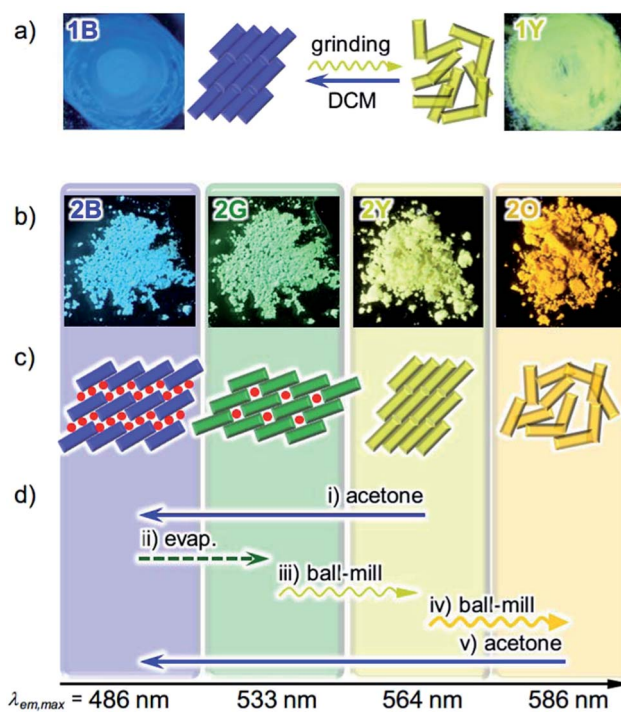 a)
1B
grinding
DCM
1Y
b)
2B
2G
2Y
2O
c)
d)
i) acetone
ii) evap.
iii) ball-mill
iv) ball-mill
v) acetone
λem,max = 486 nm 533 nm 564 nm 586 nm